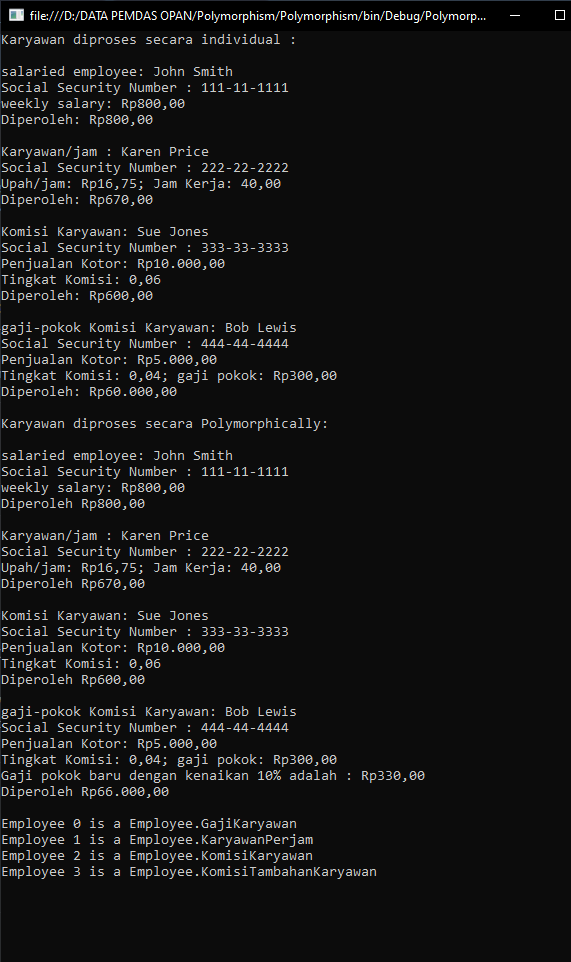 file:///D:/DATA PEMDAS OPAN/Polymorphism/Polymorphism/bin/Debug/Polymorp...
Karyawan diproses secara individual :
salaried employee: John Smith
Social Security Number : 111-11-1111
weekly salary: Rp800,00
Diperoleh: Rp800,00
Karyawan/jam : Karen Price
Social Security Number : 222-22-2222
Upah/jam: Rp16,75; Jam Kerja: 40,00
Diperoleh: Rp670,00
Komisi Karyawan: Sue Jones
Social Security Number : 333-33-3333
Penjualan Kotor: Rp10.000,00
Tingkat Komisi: 0,06
Diperoleh: Rp600,00
gaji-pokok Komisi Karyawan: Bob Lewis
Social Security Number : 444-44-4444
Penjualan Kotor: Rp5.000,00
Tingkat Komisi: 0,04; gaji pokok: Rp300,00
Diperoleh: Rp60.000,00
Karyawan diproses secara Polymorphically:
salaried employee: John Smith
Social Security Number : 111-11-1111
weekly salary: Rp800,00
Diperoleh Rp800,00
Karyawan/jam : Karen Price
Social Security Number : 222-22-2222
Upah/jam: Rp16,75; Jam Kerja: 40,00
Diperoleh Rp670,00
Komisi Karyawan: Sue Jones
Social Security Number : 333-33-3333
Penjualan Kotor: Rp10.000,00
Tingkat Komisi: 0,06
Diperoleh Rp600,00
gaji-pokok Komisi Karyawan: Bob Lewis
Social Security Number : 444-44-4444
Penjualan Kotor: Rp5.000,00
Tingkat Komisi: 0,04; gaji pokok: Rp300,00
Gaji pokok baru dengan kenaikan 10% adalah : Rp330,00
Diperoleh Rp66.000,00
Employee 0 is a Employee.GajiKaryawan
Employee 1 is a Employee.KaryawanPerjam
Employee 2 is a Employee.KomisiKaryawan
Employee 3 is a Employee.KomisiTambahanKaryawan